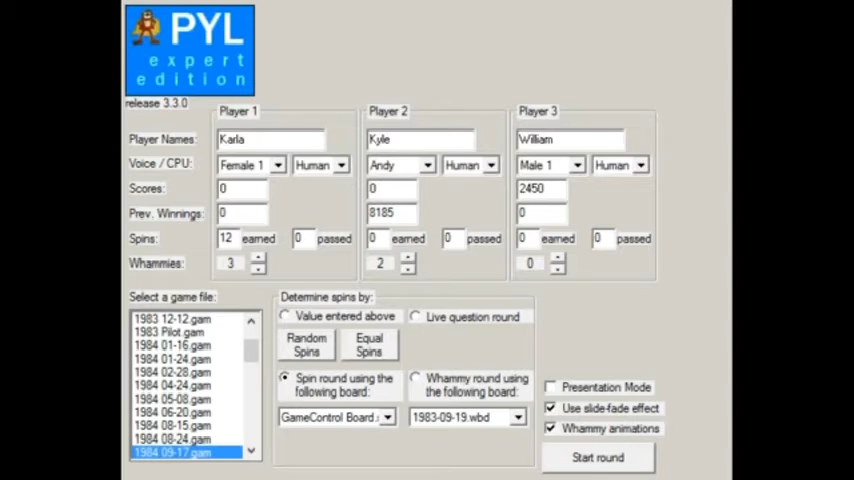 PYL
expert
edition
release 3.3.0
Player 1 Player 2 Player 3
Player Names: Karla Kyle William
Voice / CPU: Female 1 Human Andy Human Male 1 Human
Scores: 0 0 2450
Prev. Winnings: 0 8185 0
Spins: 12 earned 0 passed 0 earned 0 passed 0 earned 0 passed
Whammies: 3 2 0
Select a game file: Determine spins by:
1983 12-12.gam
1983 Pilot.gam
1984 01-16.gam
1984 01-24.gam
1984 02-28.gam
1984 04-24.gam
1984 05-08.gam
1984 06-20.gam
1984 08-15.gam
1984 08-24.gam
1984 09-17.gam
Value entered above Live question round
Random Spins Equal Spins
Spin round using the following board: Whammy round using the following board:
GameControl Board. 1983-09-19.wbd
Presentation Mode
Use slide-fade effect
Whammy animations
Start round